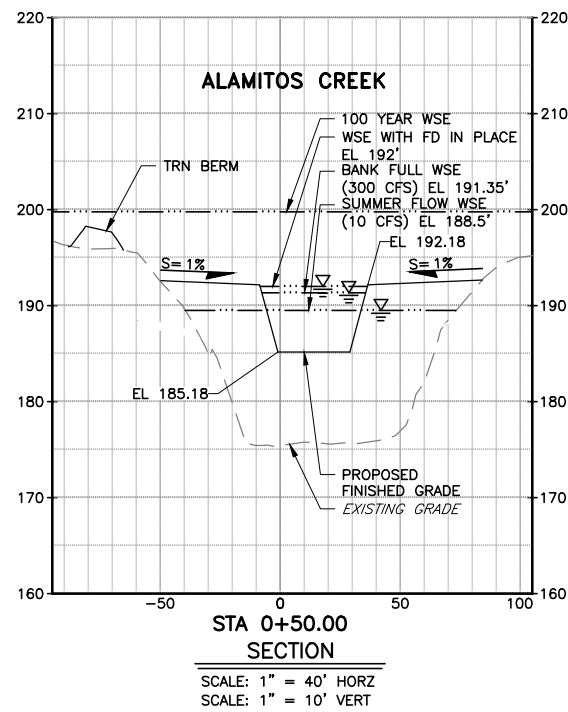 220
220
ALAMITOS CREEK
210
210
100 YEAR WSE
WSE WITH FD IN PLACE
EL 192'
TRN BERM
BANK FULL WSE
(300 CFS) EL 191.35'
SUMMER FLOW WSE
(10 CFS) EL 188.5'
200
200
EL 192.18
S= 1%
S= 1%
190
190
EL 185.18
180
180
PROPOSED
FINISHED GRADE
EXISTING GRADE
170
170
160
160
-50
0
50
100
STA 0+50.00
SECTION
SCALE: 1" = 40' HORZ
SCALE: 1" = 10' VERT